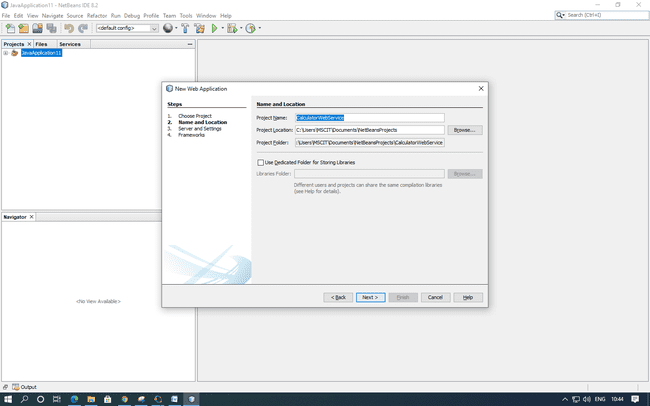 JavaApplication11 - NetBeans IDE 8.2
File Edit View Navigate Source Refactor Run Debug Profile Team Tools Window Help
Search (Ctrl+I)
<default config>
Projects Files Services
JavaApplication11
New Web Application
Steps
1. Choose Project
2. Name and Location
3. Server and Settings
4. Frameworks
Name and Location
Project Name: CalculatorWebService
Project Location: C:\Users\MSCIT\Documents\NetBeansProjects Browse...
Project Folder: :\Users\MSCIT\Documents\NetBeansProjects\CalculatorWebService
Use Dedicated Folder for Storing Libraries
Libraries Folder: Browse...
Different users and projects can share the same compilation libraries
(see Help for details).
< Back Next > Finish Cancel Help
Navigator
<No View Available>
Output
ENG 10:44